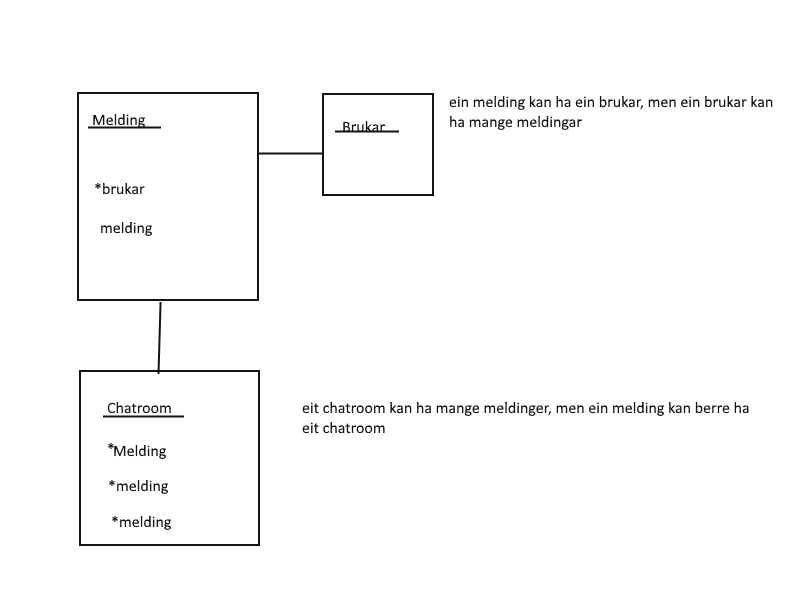 Melding
*brukar
melding
Brukar
ein melding kan ha ein brukar, men ein brukar kan
ha mange meldingar
Chatroom
*Melding
*melding
*melding
eit chatroom kan ha mange meldinger, men ein melding kan berre ha
eit chatroom